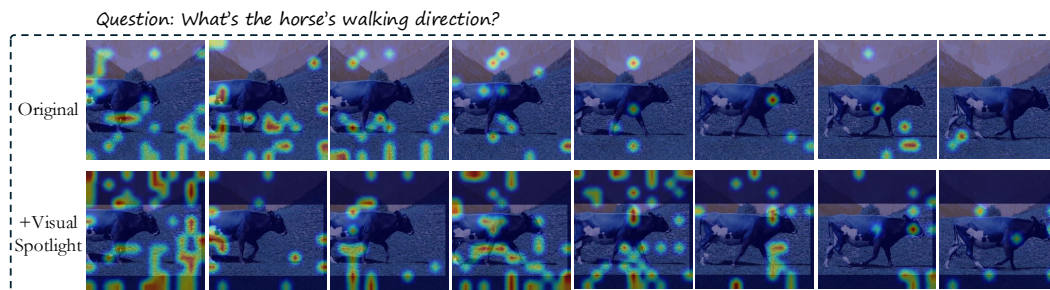 Question: What's the horse's walking direction?
Original
+Visual
Spotlight